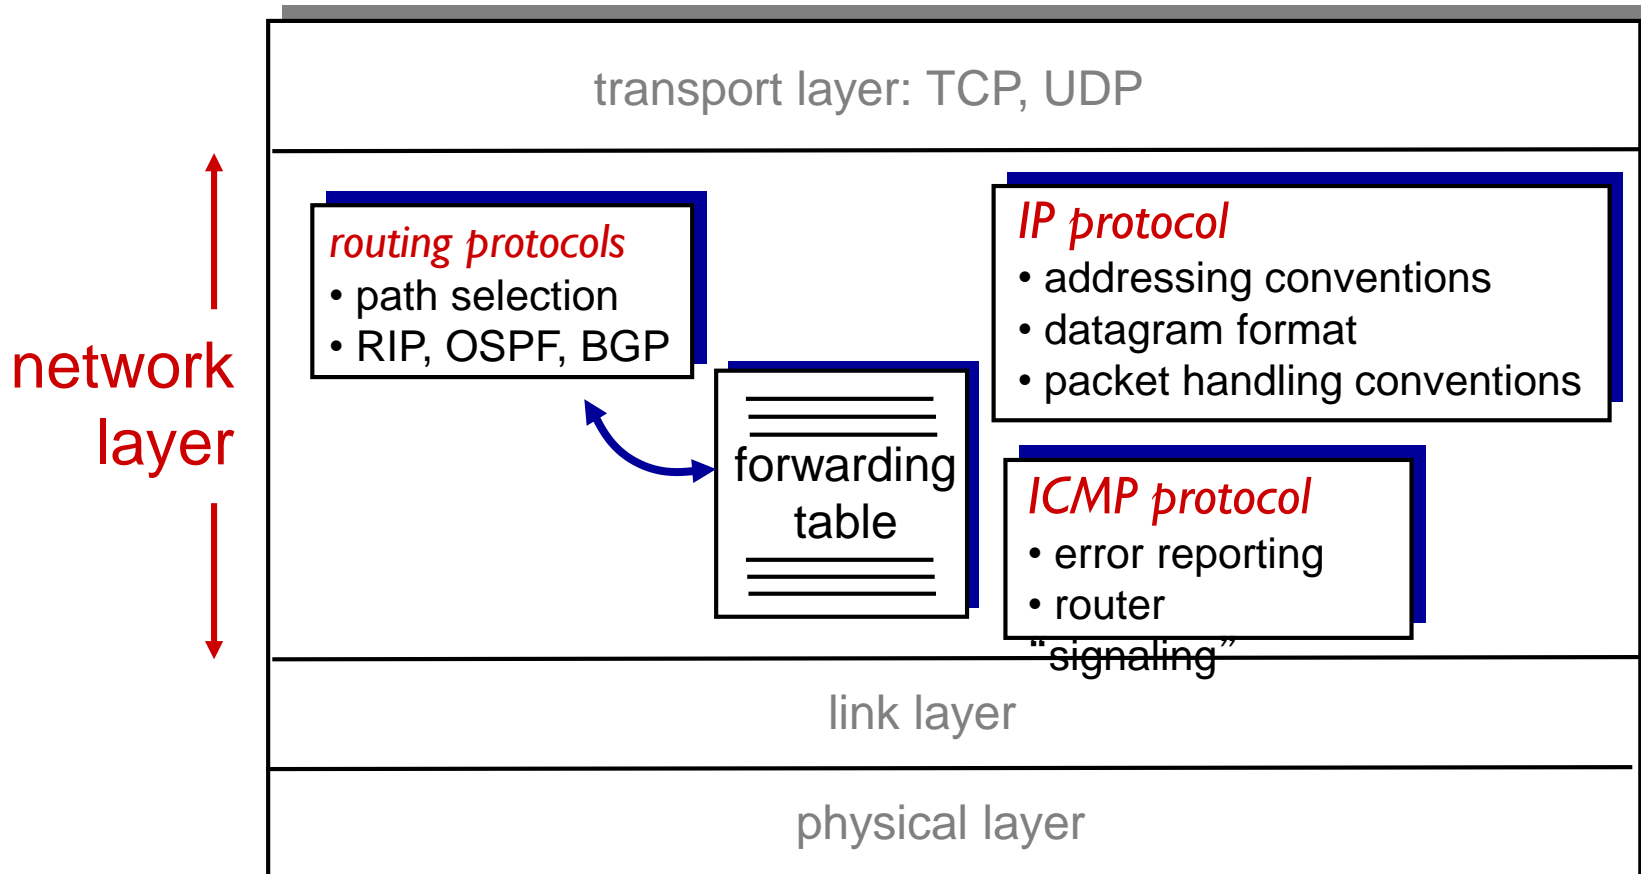 transport layer: TCP, UDP
network
layer
routing protocols
• path selection
• RIP, OSPF, BGP
forwarding
table
IP protocol
• addressing conventions
• datagram format
• packet handling conventions
ICMP protocol
• error reporting
• router
“signaling”
link layer
physical layer